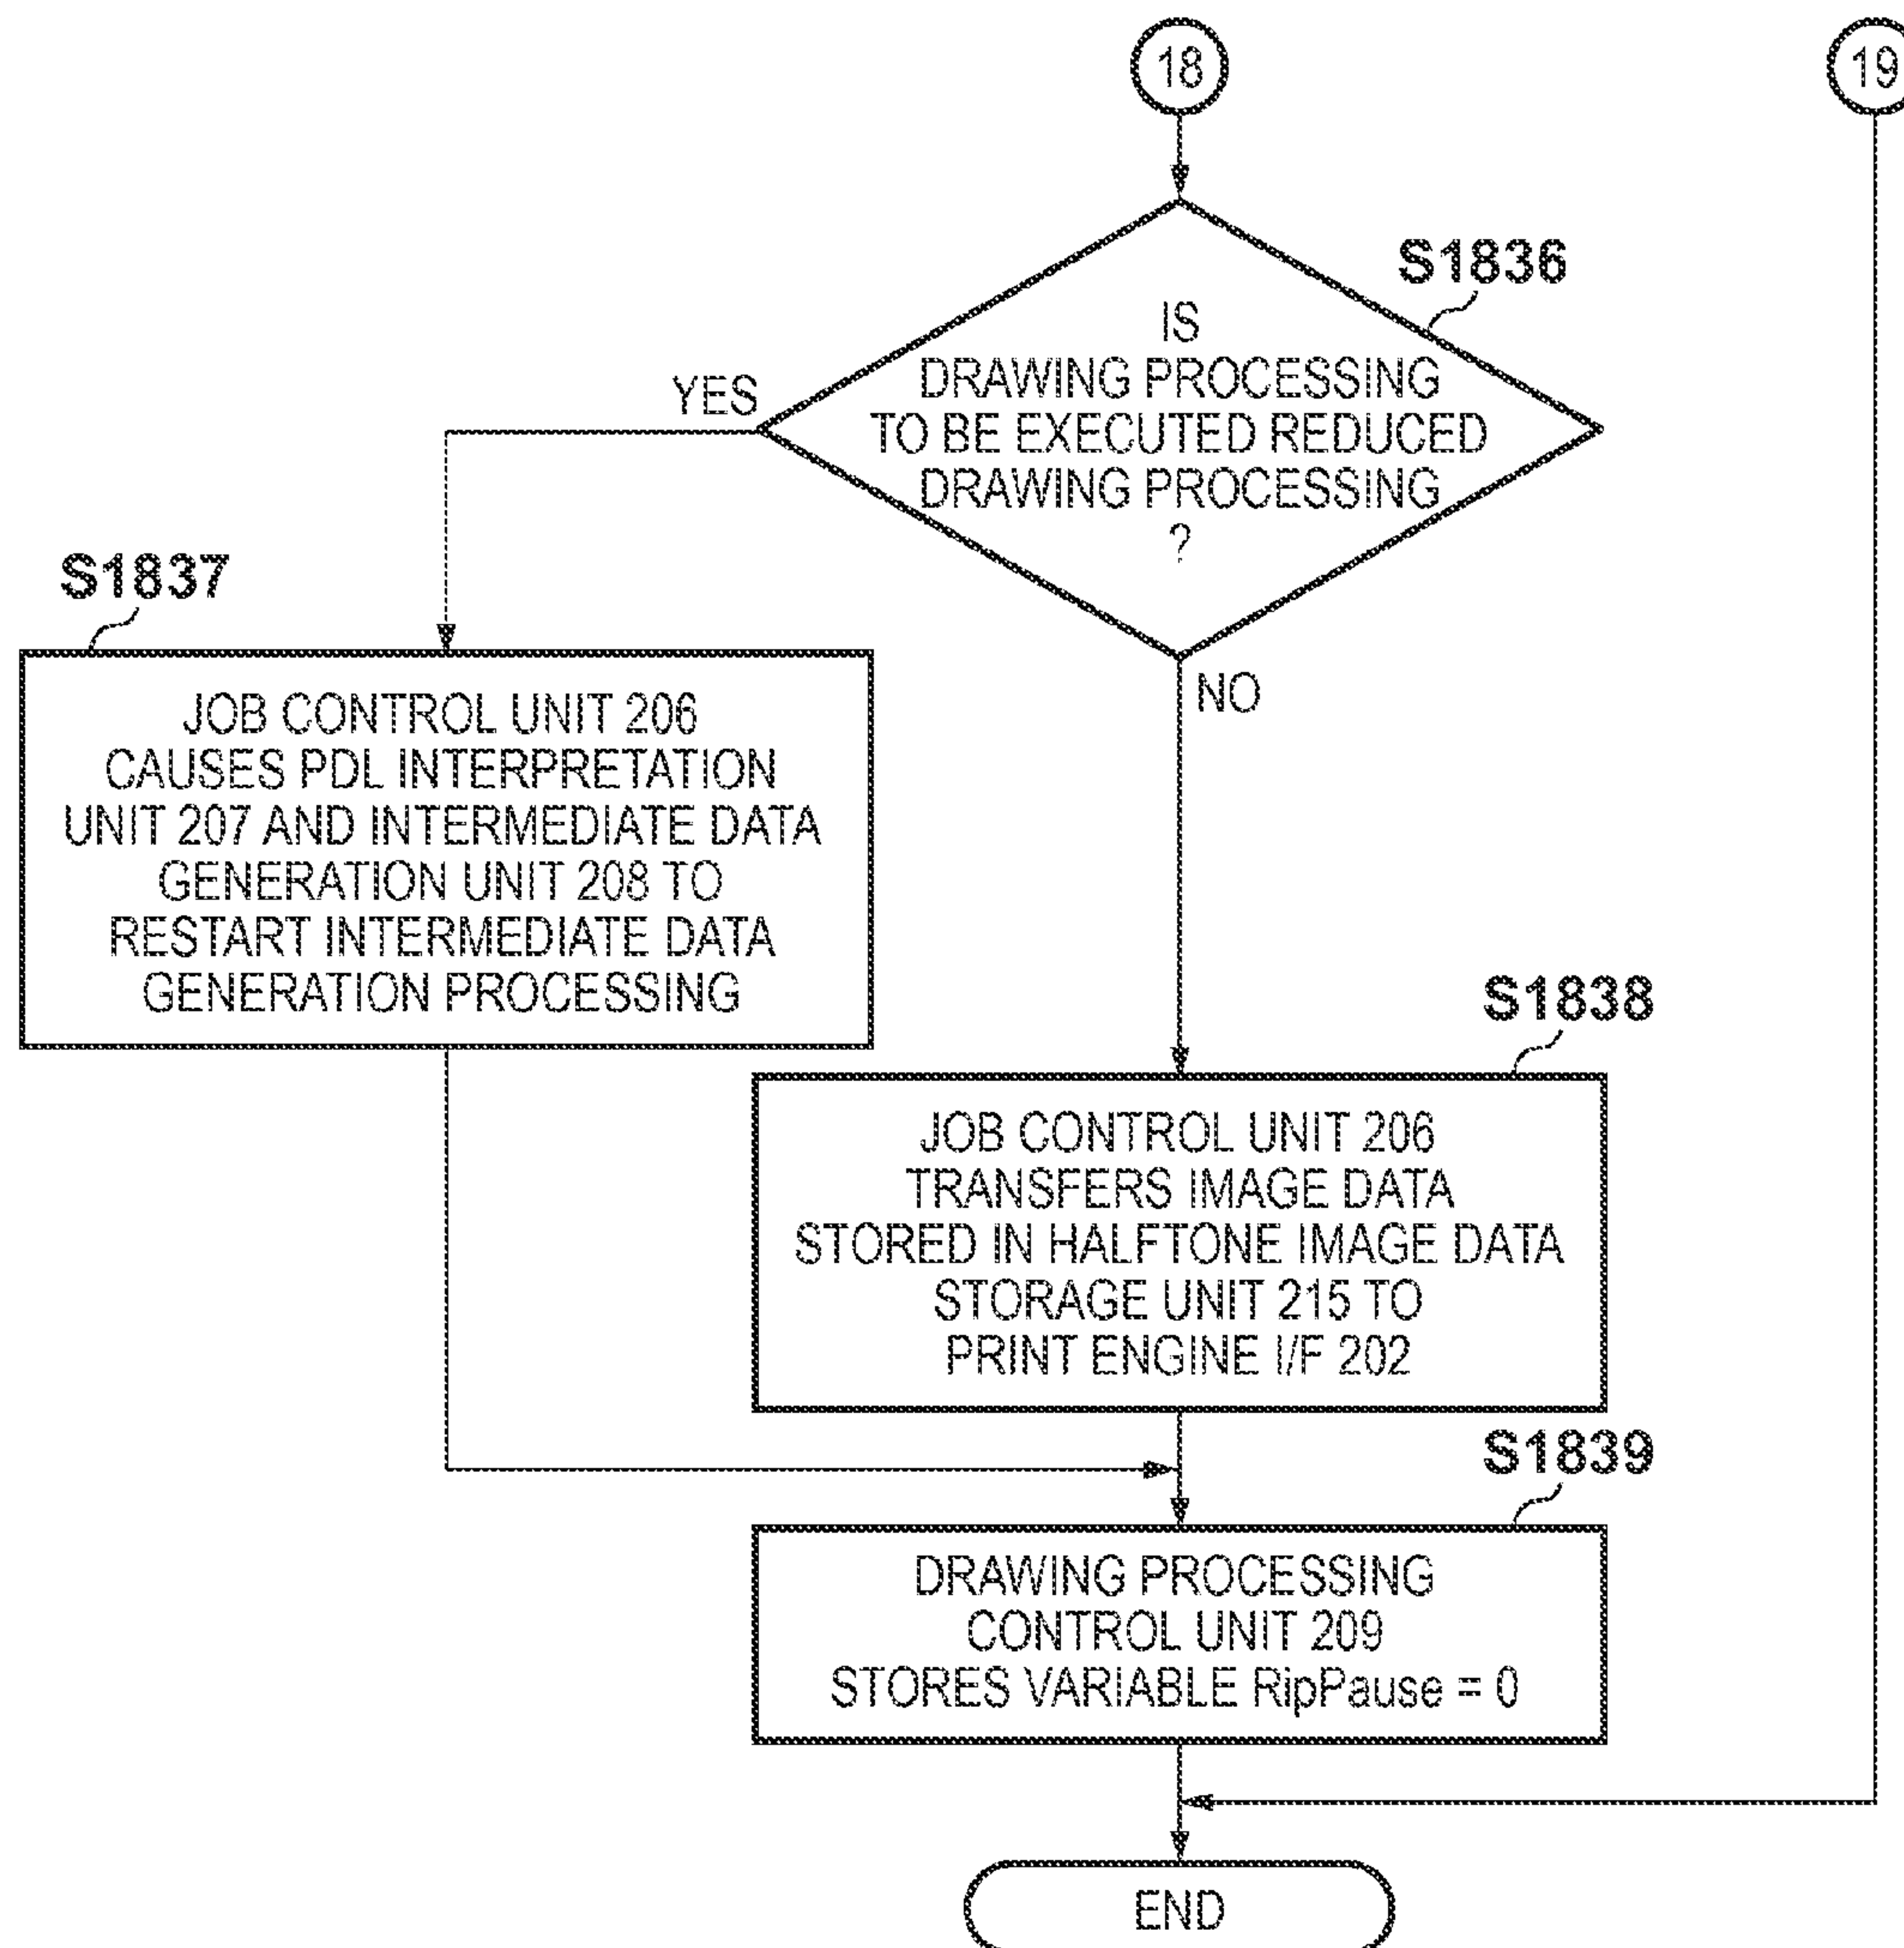 18
19
S1836
IS
DRAWING PROCESSING
TO BE EXECUTED REDUCED
DRAWING PROCESSING
?
YES
NO
S1837
JOB CONTROL UNIT 206
CAUSES PDL INTERPRETATION
UNIT 207 AND INTERMEDIATE DATA
GENERATION UNIT 208 TO
RESTART INTERMEDIATE DATA
GENERATION PROCESSING
S1838
JOB CONTROL UNIT 206
TRANSFERS IMAGE DATA
STORED IN HALFTONE IMAGE DATA
STORAGE UNIT 215 TO
PRINT ENGINE I/F 202
S1839
DRAWING PROCESSING
CONTROL UNIT 209
STORES VARIABLE RipPause = 0
END